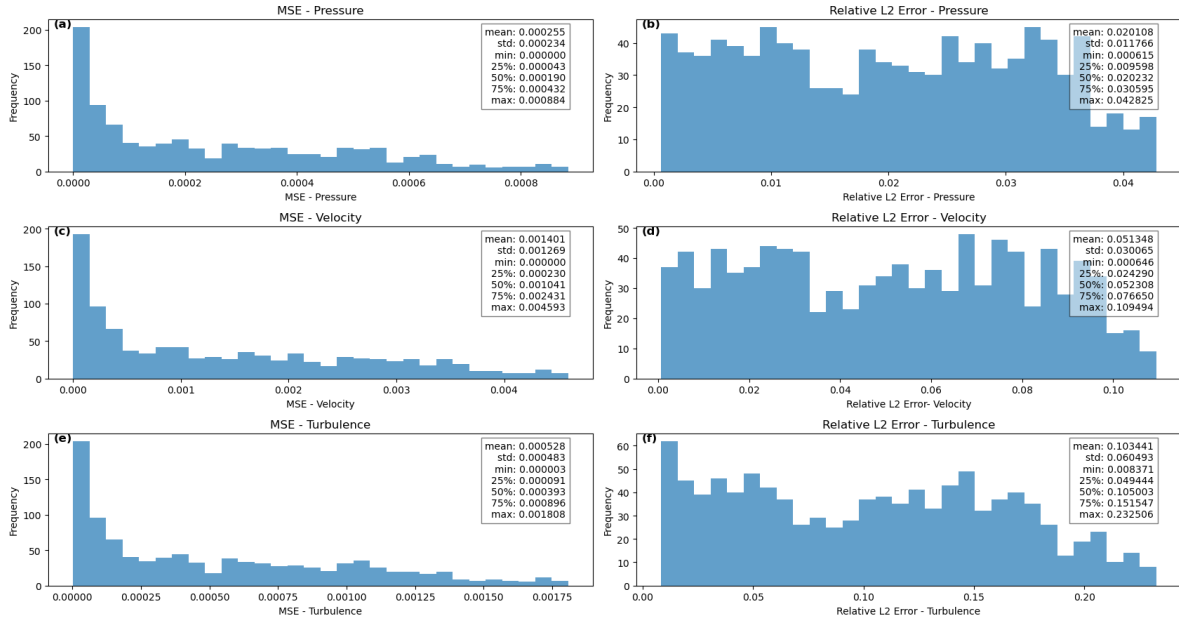 MSE - Pressure
(a)
mean: 0.000255
std: 0.000234
min: 0.000000
25%: 0.000043
50%: 0.000190
75%: 0.000432
max: 0.000884
Frequency
200
150
100
50
0
0.0000
0.0002
0.0004
0.0006
0.0008
MSE - Pressure
Relative L2 Error - Pressure
(b)
mean: 0.020108
std: 0.011766
min: 0.000615
25%: 0.009598
50%: 0.020232
75%: 0.030595
max: 0.042825
Frequency
40
30
20
10
0
0.00
0.01
0.02
0.03
0.04
Relative L2 Error - Pressure
MSE - Velocity
(c)
mean: 0.001401
std: 0.001269
min: 0.000000
25%: 0.000230
50%: 0.001041
75%: 0.002431
max: 0.004593
Frequency
200
150
100
50
0
0.000
0.001
0.002
0.003
0.004
MSE - Velocity
Relative L2 Error - Velocity
(d)
mean: 0.051348
std: 0.030065
min: 0.000646
25%: 0.024290
50%: 0.052308
75%: 0.076650
max: 0.109494
Frequency
50
40
30
20
10
0
0.00
0.02
0.04
0.06
0.08
0.10
Relative L2 Error- Velocity
MSE - Turbulence
(e)
mean: 0.000528
std: 0.000483
min: 0.000003
25%: 0.000091
50%: 0.000393
75%: 0.000896
max: 0.001808
Frequency
200
150
100
50
0
0.00000
0.00025
0.00050
0.00075
0.00100
0.00125
0.00150
0.00175
MSE - Turbulence
Relative L2 Error - Turbulence
(f)
mean: 0.103441
std: 0.060493
min: 0.008371
25%: 0.049444
50%: 0.105003
75%: 0.151547
max: 0.232506
Frequency
60
50
40
30
20
10
0
0.00
0.05
0.10
0.15
0.20
Relative L2 Error - Turbulence